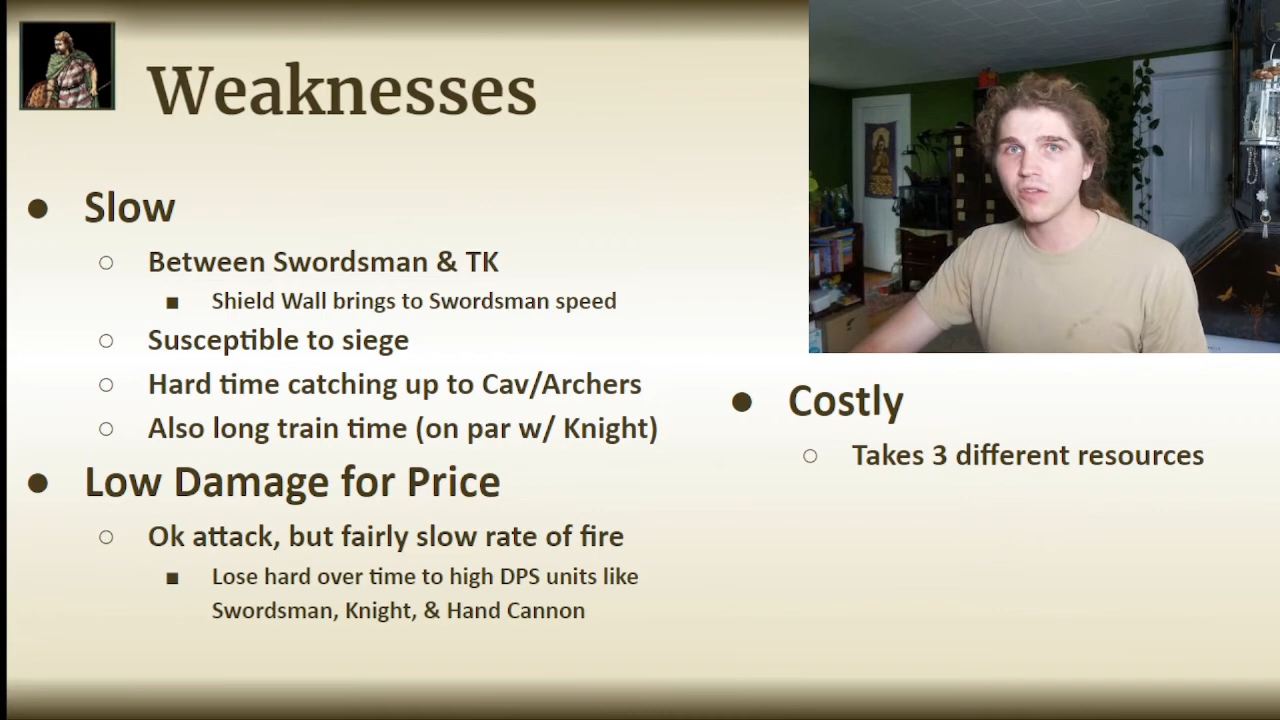 Weaknesses
● Slow
○ Between Swordsman & TK
■ Shield Wall brings to Swordsman speed
○ Susceptible to siege
○ Hard time catching up to Cav/Archers
○ Also long train time (on par w/ Knight)
● Low Damage for Price
○ Ok attack, but fairly slow rate of fire
■ Lose hard over time to high DPS units like
Swordsman, Knight, & Hand Cannon
● Costly
○ Takes 3 different resources